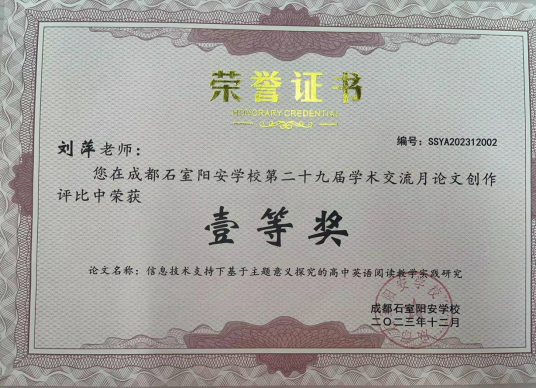 荣誉证书
HONORARY CREDENTIAL
编号：SSYA202312002
刘萍老师：
您在成都石室阳安学校第二十九届学术交流月论文创作
评比中荣获
壹等奖
论文名称：信息技术支持下基于主题意义探究的高中英语阅读教学实践研究
成都石室阳安学校
二〇二三年十二月